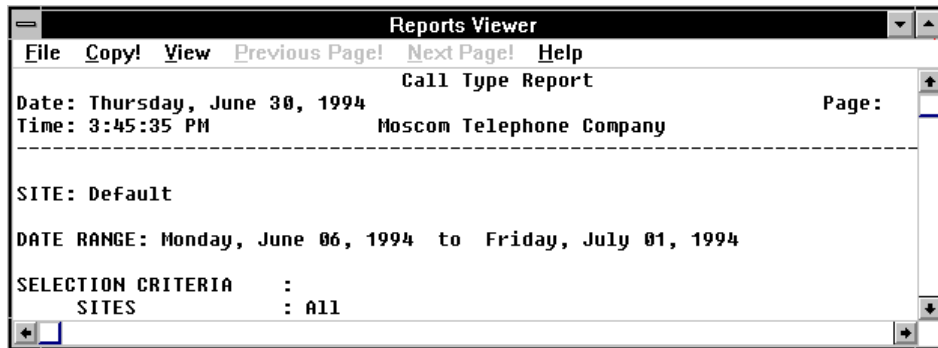 Reports Viewer
File Copy! View Previous Page! Next Page! Help
Call Type Report
Date: Thursday, June 30, 1994 Page:
Time: 3:45:35 PM Moscom Telephone Company
SITE: Default
DATE RANGE: Monday, June 06, 1994 to Friday, July 01, 1994
SELECTION CRITERIA :
SITES : All